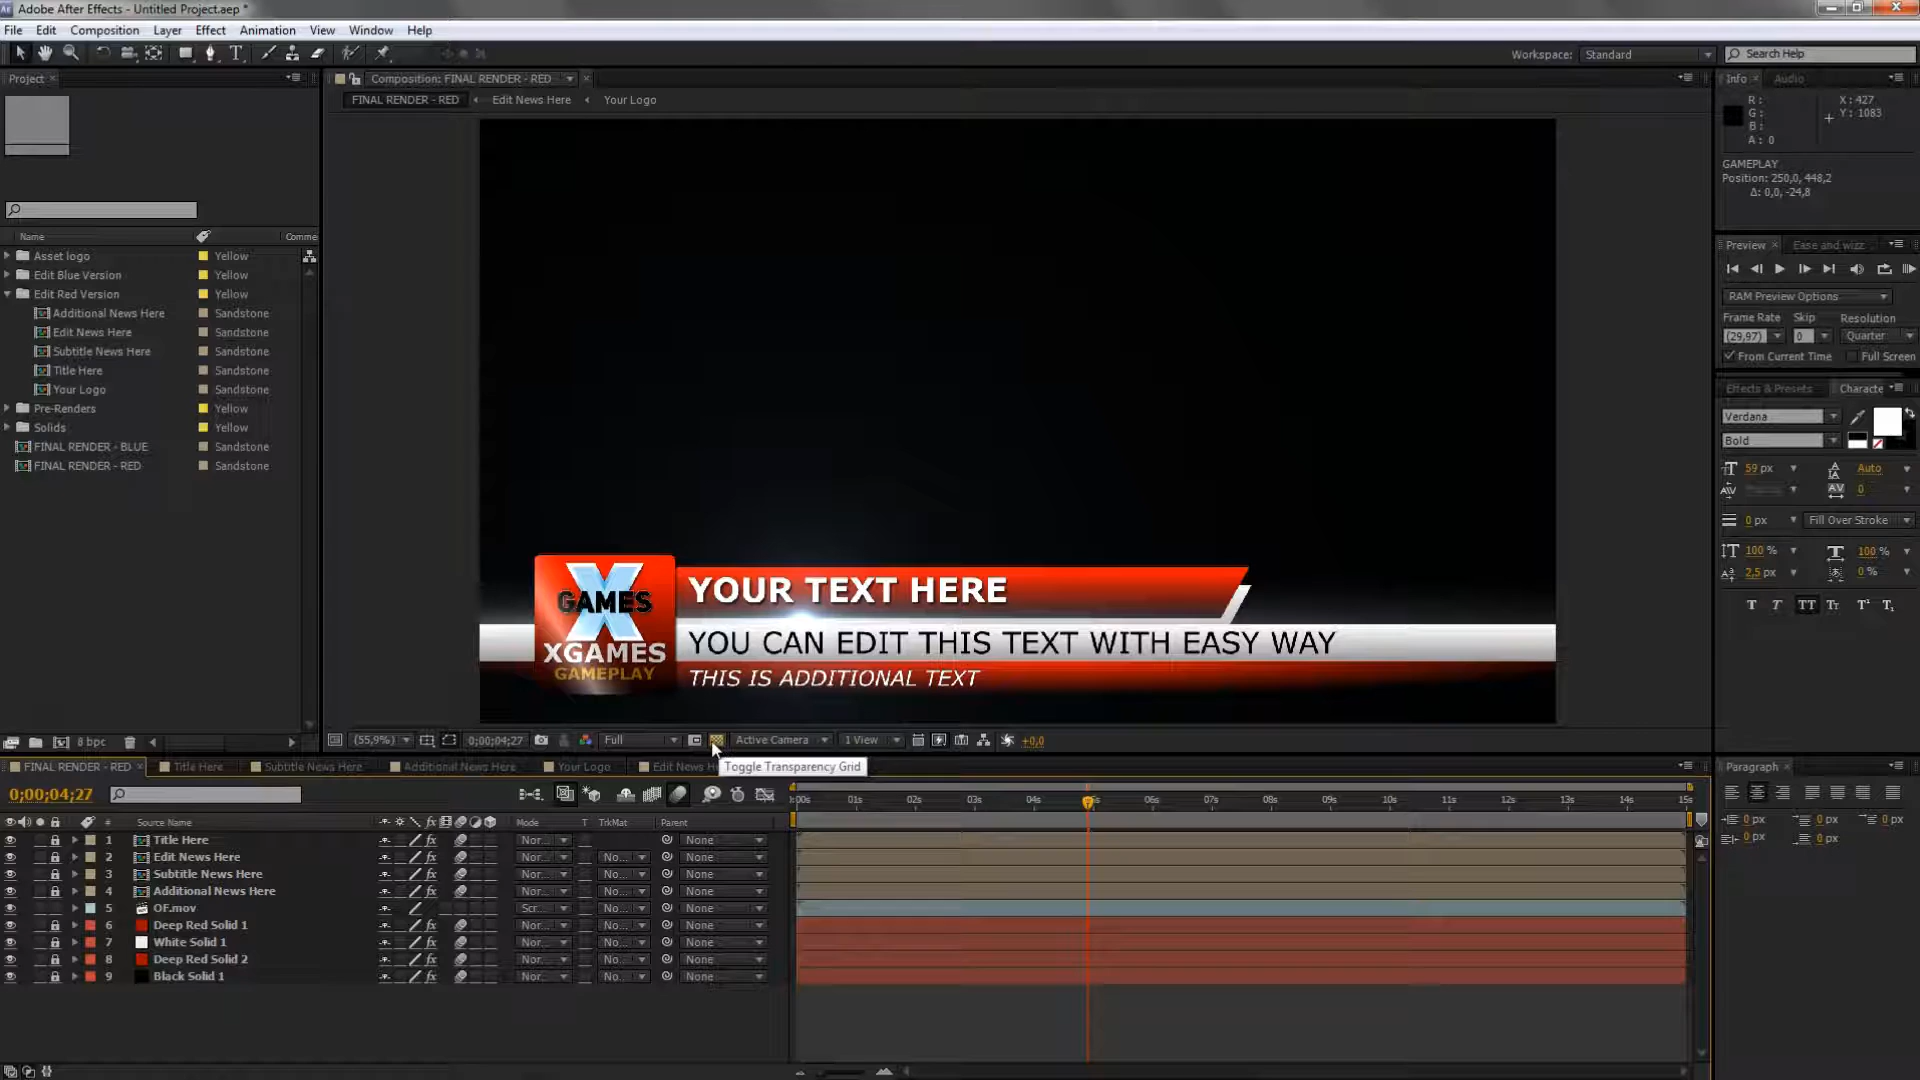 Adobe After Effects - Untitled Project.aep *
File Edit Composition Layer Effect Animation View Window Help
Workspace: Standard Search Help
Project
Composition: FINAL RENDER - RED
FINAL RENDER - RED Edit News Here Your Logo
Info Audio
R: X: 427
G: Y: 1083
B:
A: 0
GAMEPLAY
Position: 250,0, 448,2
Δ: 0,0, -24,8
Name Comme
Asset logo Yellow
Edit Blue Version Yellow
Edit Red Version Yellow
Additional News Here Sandstone
Edit News Here Sandstone
Subtitle News Here Sandstone
Title Here Sandstone
Your Logo Sandstone
Pre-Renders Yellow
Solids Yellow
FINAL RENDER - BLUE Sandstone
FINAL RENDER - RED Sandstone
8 bpc
Preview Ease and wizz
RAM Preview Options
Frame Rate Skip Resolution
(29,97) 0 Quarter
From Current Time Full Screen
Effects & Presets Characte
Verdana
Bold
59 px Auto
0
0 px Fill Over Stroke
100 % 100 %
2,5 px 0 %
T T TT Tt T¹ T₁
X
GAMES
XGAMES
GAMEPLAY
YOUR TEXT HERE
YOU CAN EDIT THIS TEXT WITH EASY WAY
THIS IS ADDITIONAL TEXT
(55,9%) 0;00;04;27 Full Active Camera 1 View +0,0
Toggle Transparency Grid
FINAL RENDER - RED Title Here Subtitle News Here Additional News Here Your Logo Edit News H
0;00;04;27
:00s 01s 02s 03s 04s 5s 06s 07s 08s 09s 10s 11s 12s 13s 14s 15s
# Source Name Mode T TrkMat Parent
1 Title Here Nor... None
2 Edit News Here Nor... No... None
3 Subtitle News Here Nor... No... None
4 Additional News Here Nor... No... None
5 OF.mov Scr... No... None
6 Deep Red Solid 1 Nor... No... None
7 White Solid 1 Nor... No... None
8 Deep Red Solid 2 Nor... No... None
9 Black Solid 1 Nor... No... None
Paragraph
0 px 0 px 0 px
0 px 0 px